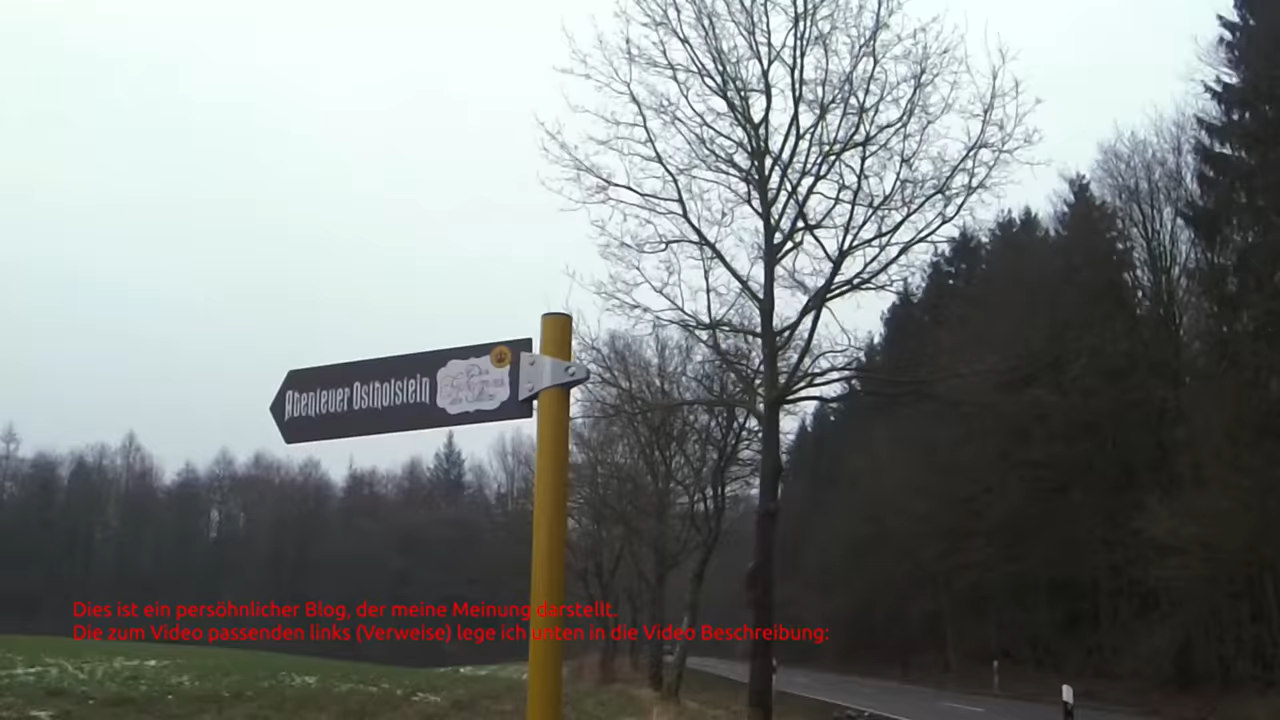 Abenteuer Ostholstein
Dies ist ein persöhnlicher Blog, der meine Meinung darstellt.
Die zum Video passenden links (Verweise) lege ich unten in die Video Beschreibung: